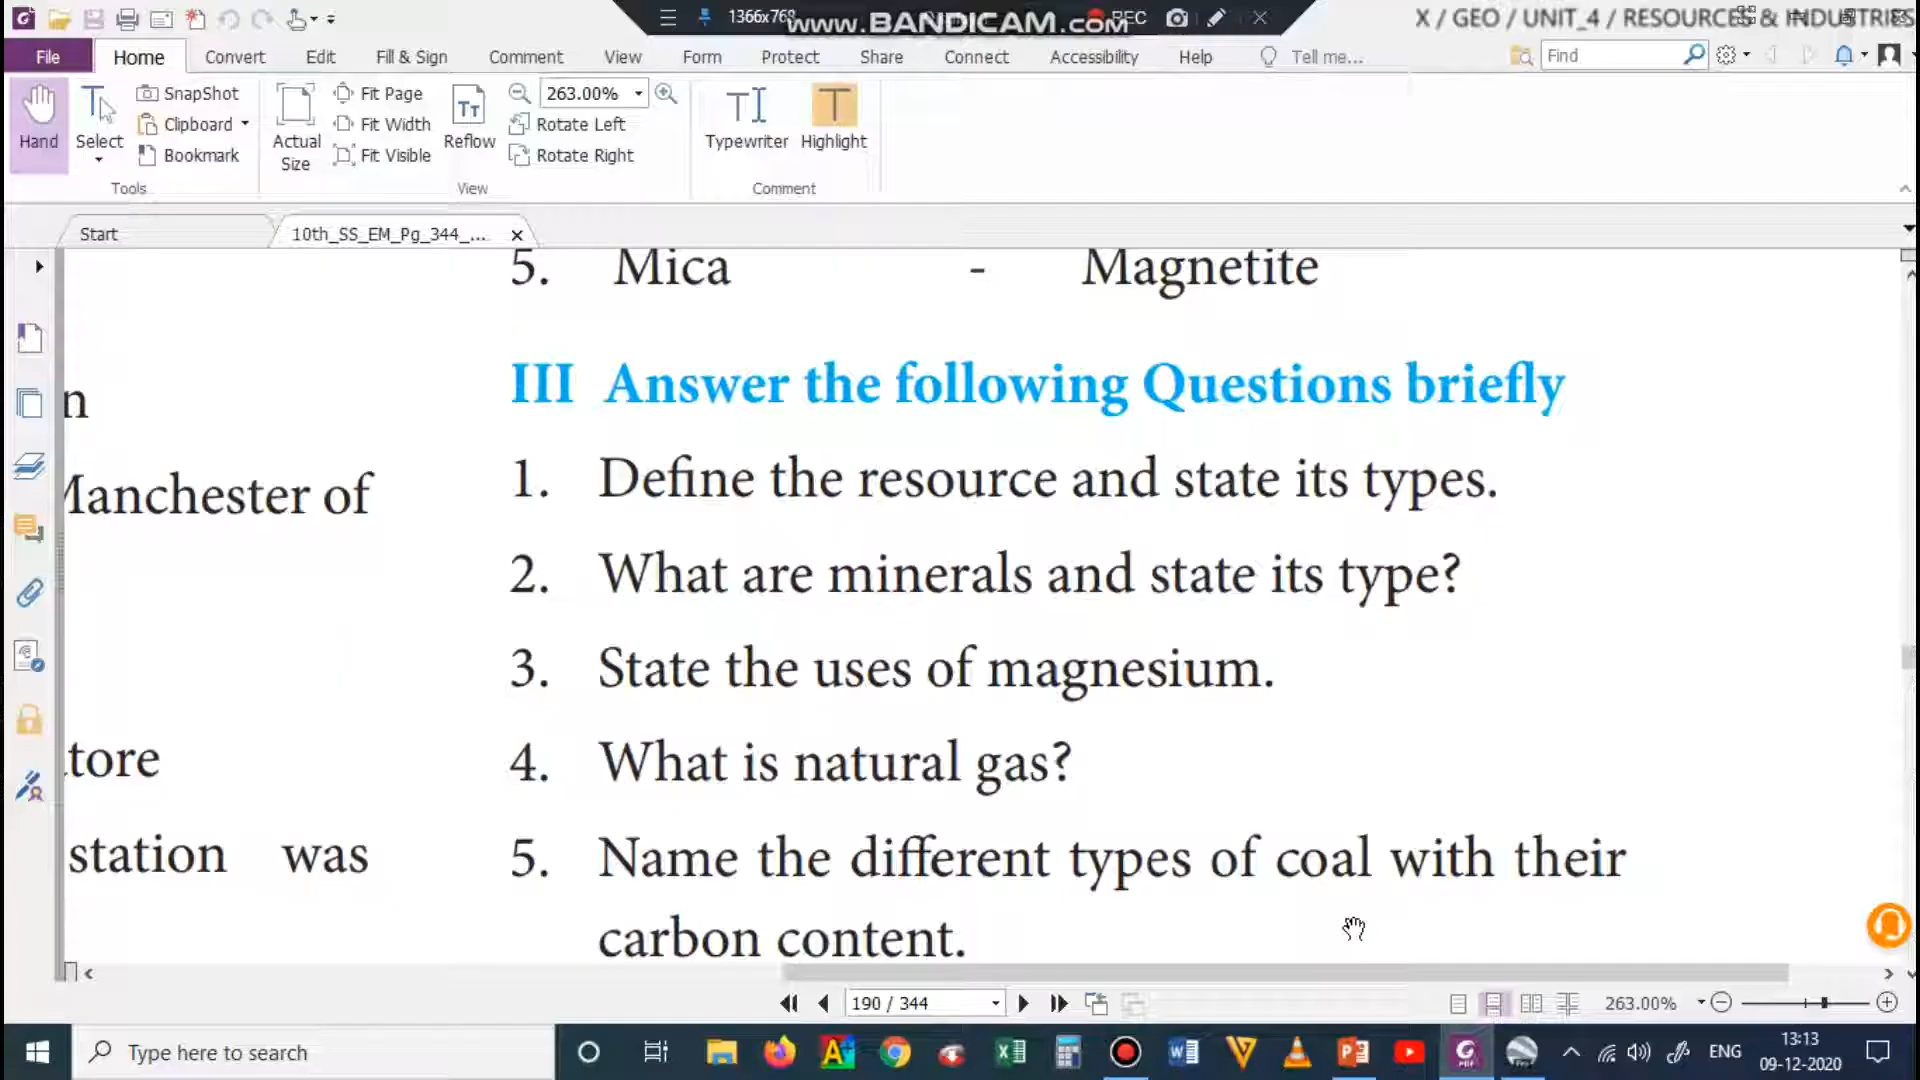 1366x768
www.BANDICAM.com
REC
X / GEO / UNIT_4 / RESOURCES & INDUSTRIES
File Home Convert Edit Fill & Sign Comment View Form Protect Share Connect Accessibility Help Tell me... Find
Hand
Select
SnapShot
Clipboard
Bookmark
Actual Size
Fit Page
Fit Width
Fit Visible
Reflow
263.00%
Rotate Left
Rotate Right
Typewriter
Highlight
Tools View Comment
Start 10th_SS_EM_Pg_344_...
n
Manchester of
tore
station was
5. Mica - Magnetite
III Answer the following Questions briefly
1. Define the resource and state its types.
2. What are minerals and state its type?
3. State the uses of magnesium.
4. What is natural gas?
5. Name the different types of coal with their
carbon content.
190 / 344
263.00%
Type here to search
ENG
13:13
09-12-2020